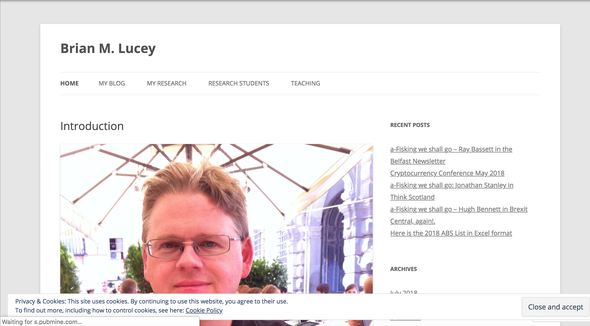 Brian M. Lucey
HOME MY BLOG MY RESEARCH RESEARCH STUDENTS TEACHING
Introduction
RECENT POSTS
a-Fisking we shall go – Ray Bassett in the
Belfast Newsletter
Cryptocurrency Conference May 2018
a-Fisking we shall go; Jonathan Stanley in
Think Scotland
a-Fisking we shall go – Hugh Bennett in Brexit
Central, again!.
Here is the 2018 ABS List in Excel format
ARCHIVES
July 2018
Privacy & Cookies: This site uses cookies. By continuing to use this website, you agree to their use.
To find out more, including how to control cookies, see here: Cookie Policy
Close and accept
Waiting for s.pubmine.com...